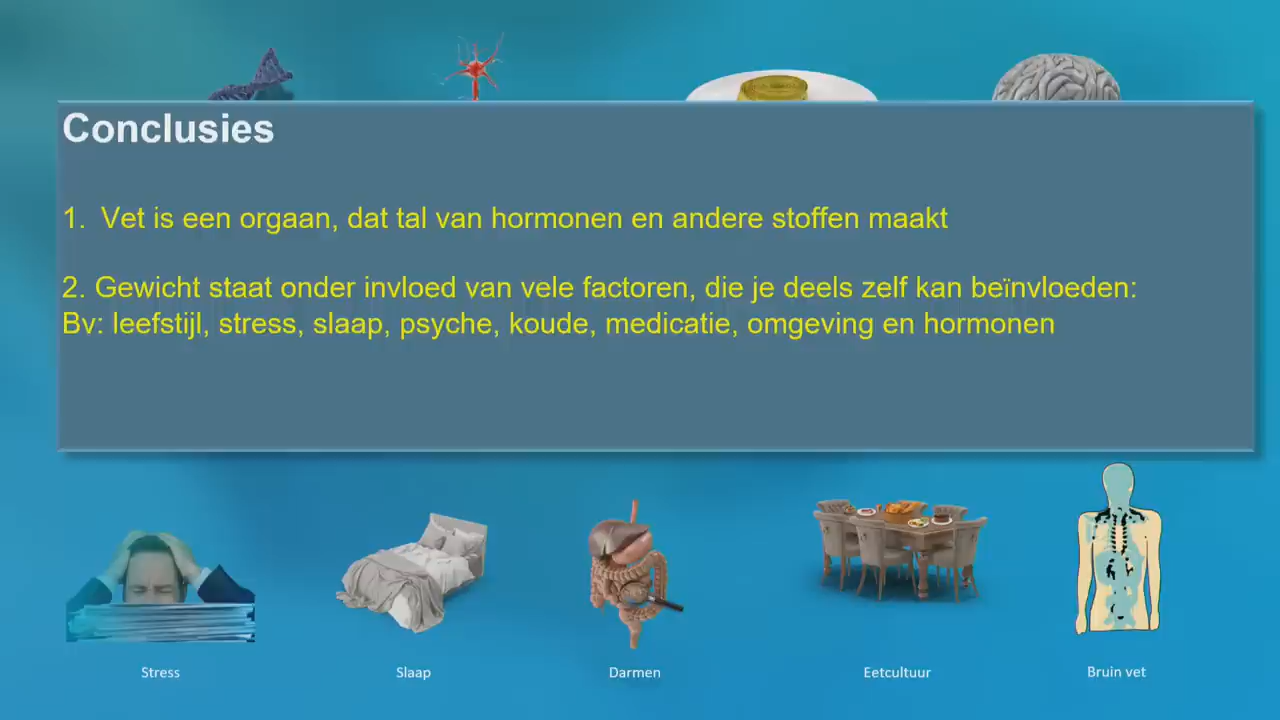 Conclusies
1. Vet is een orgaan, dat tal van hormonen en andere stoffen maakt
2. Gewicht staat onder invloed van vele factoren, die je deels zelf kan beïnvloeden:
Bv: leefstijl, stress, slaap, psyche, koude, medicatie, omgeving en hormonen
Stress
Slaap
Darmen
Eetcultuur
Bruin vet